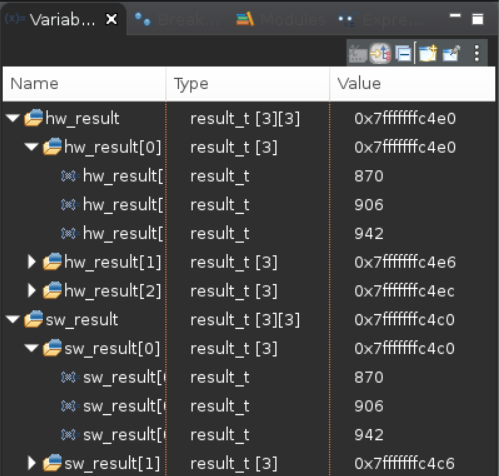 (x)= Variab... Break Modules Expre
Name Type Value
hw_result result_t [3][3] 0x7fffffffc4e0
hw_result[0] result_t [3] 0x7fffffffc4e0
hw_result[ result_t 870
hw_result[ result_t 906
hw_result[ result_t 942
hw_result[1] result_t [3] 0x7fffffffc4e6
hw_result[2] result_t [3] 0x7fffffffc4ec
sw_result result_t [3][3] 0x7fffffffc4c0
sw_result[0] result_t [3] 0x7fffffffc4c0
sw_result[ result_t 870
sw_result[ result_t 906
sw_result[ result_t 942
sw_result[1] result_t [3] 0x7fffffffc4c6